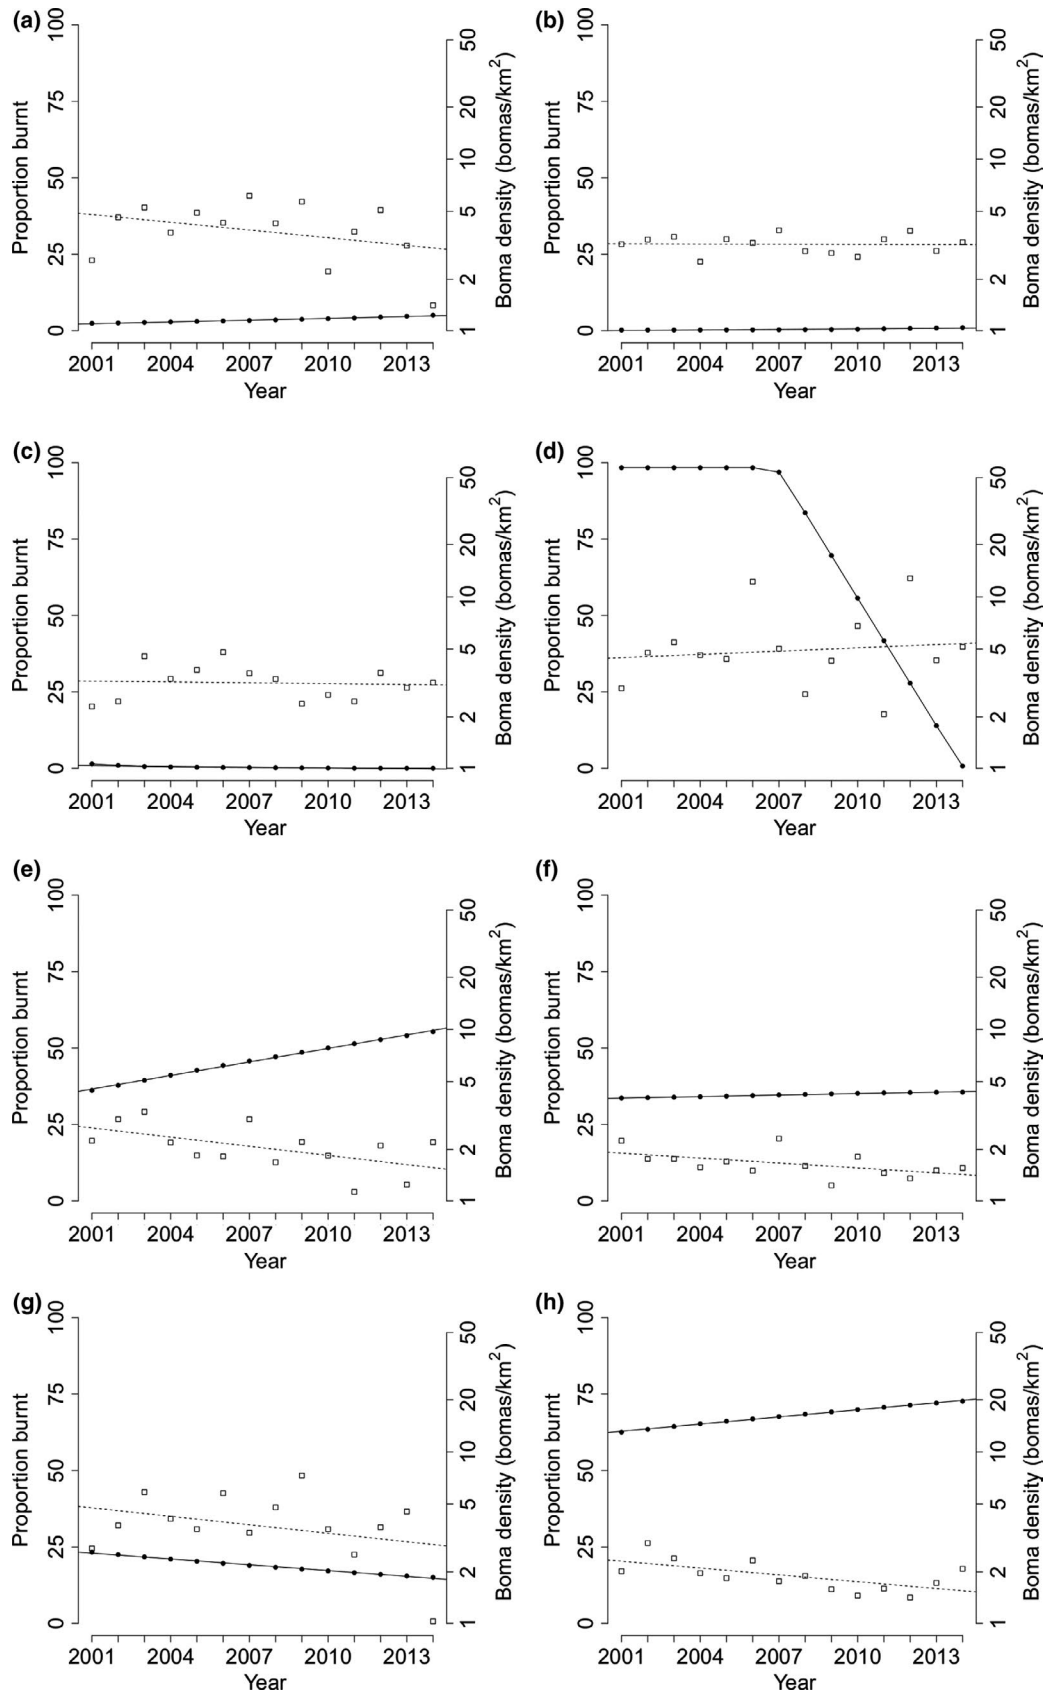 (a)
Proportion burnt
0 25 50 75 100
Boma density (bomas/km²)
1 2 5 10 20 50
2001 2004 2007 2010 2013
Year
(b)
Proportion burnt
0 25 50 75 100
Boma density (bomas/km²)
1 2 5 10 20 50
2001 2004 2007 2010 2013
Year
(c)
Proportion burnt
0 25 50 75 100
Boma density (bomas/km²)
1 2 5 10 20 50
2001 2004 2007 2010 2013
Year
(d)
Proportion burnt
0 25 50 75 100
Boma density (bomas/km²)
1 2 5 10 20 50
2001 2004 2007 2010 2013
Year
(e)
Proportion burnt
0 25 50 75 100
Boma density (bomas/km²)
1 2 5 10 20 50
2001 2004 2007 2010 2013
Year
(f)
Proportion burnt
0 25 50 75 100
Boma density (bomas/km²)
1 2 5 10 20 50
2001 2004 2007 2010 2013
Year
(g)
Proportion burnt
0 25 50 75 100
Boma density (bomas/km²)
1 2 5 10 20 50
2001 2004 2007 2010 2013
Year
(h)
Proportion burnt
0 25 50 75 100
Boma density (bomas/km²)
1 2 5 10 20 50
2001 2004 2007 2010 2013
Year